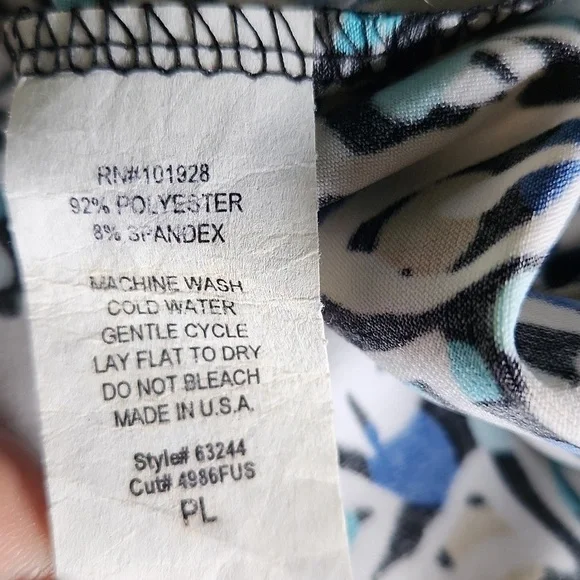 RN#101928
92% POLYESTER
8% SPANDEX
MACHINE WASH
COLD WATER
GENTLE CYCLE
LAY FLAT TO DRY
DO NOT BLEACH
MADE IN U.S.A.
Style# 63244
Cut# 4986FUS
PL